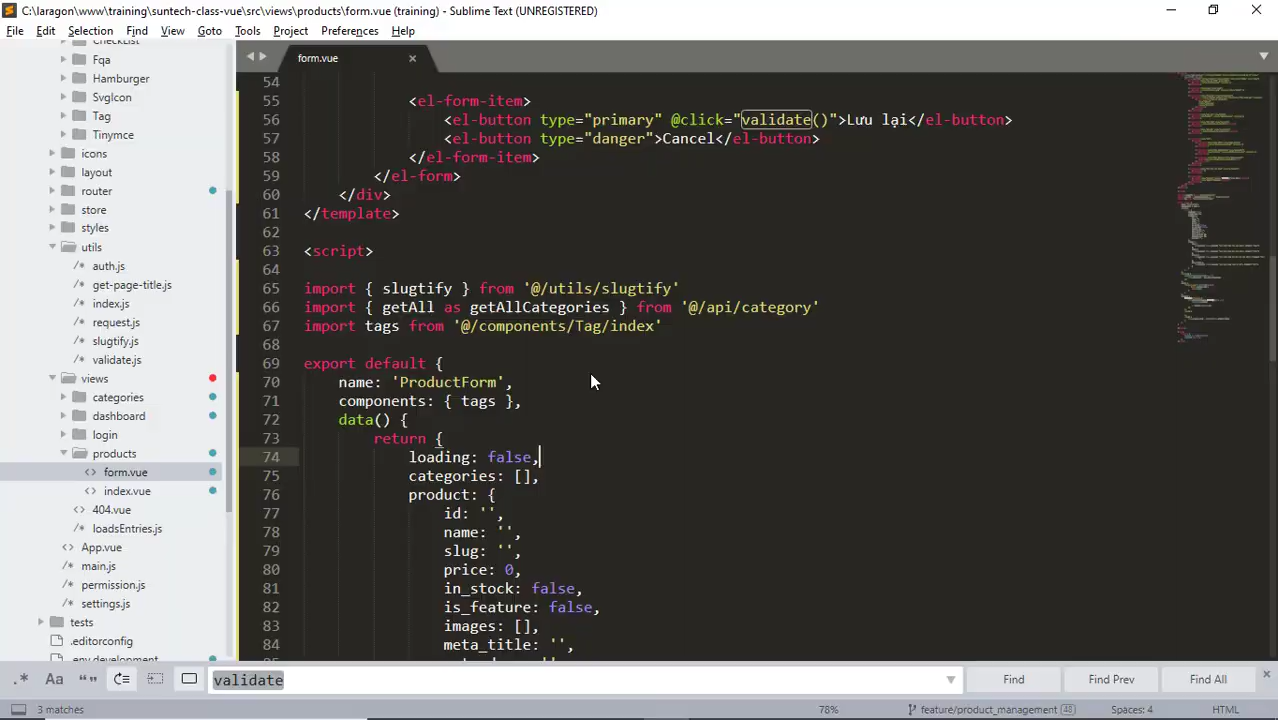 C:\laragon\www\training\suntech-class-vue\src\views\products\form.vue (training) - Sublime Text (UNREGISTERED)
File Edit Selection Find View Goto Tools Project Preferences Help
CheckList
Fqa
Hamburger
SvgIcon
Tag
Tinymce
icons
layout
router
store
styles
utils
auth.js
get-page-title.js
index.js
request.js
slugtify.js
validate.js
views
categories
dashboard
login
products
form.vue
index.vue
404.vue
loadsEntries.js
App.vue
main.js
permission.js
settings.js
tests
.editorconfig
.env.development
form.vue
54
55 <el-form-item>
56 <el-button type="primary" @click="validate()">Lưu lại</el-button>
57 <el-button type="danger">Cancel</el-button>
58 </el-form-item>
59 </el-form>
60 </div>
61 </template>
62
63 <script>
64
65 import { slugtify } from '@/utils/slugtify'
66 import { getAll as getAllCategories } from '@/api/category'
67 import tags from '@/components/Tag/index'
68
69 export default {
70 name: 'ProductForm',
71 components: { tags },
72 data() {
73 return {
74 loading: false,
75 categories: [],
76 product: {
77 id: '',
78 name: '',
79 slug: '',
80 price: 0,
81 in_stock: false,
82 is_feature: false,
83 images: [],
84 meta_title: '',
.* Aa “” validate Find Find Prev Find All
3 matches 78% feature/product_management 48 Spaces: 4 HTML